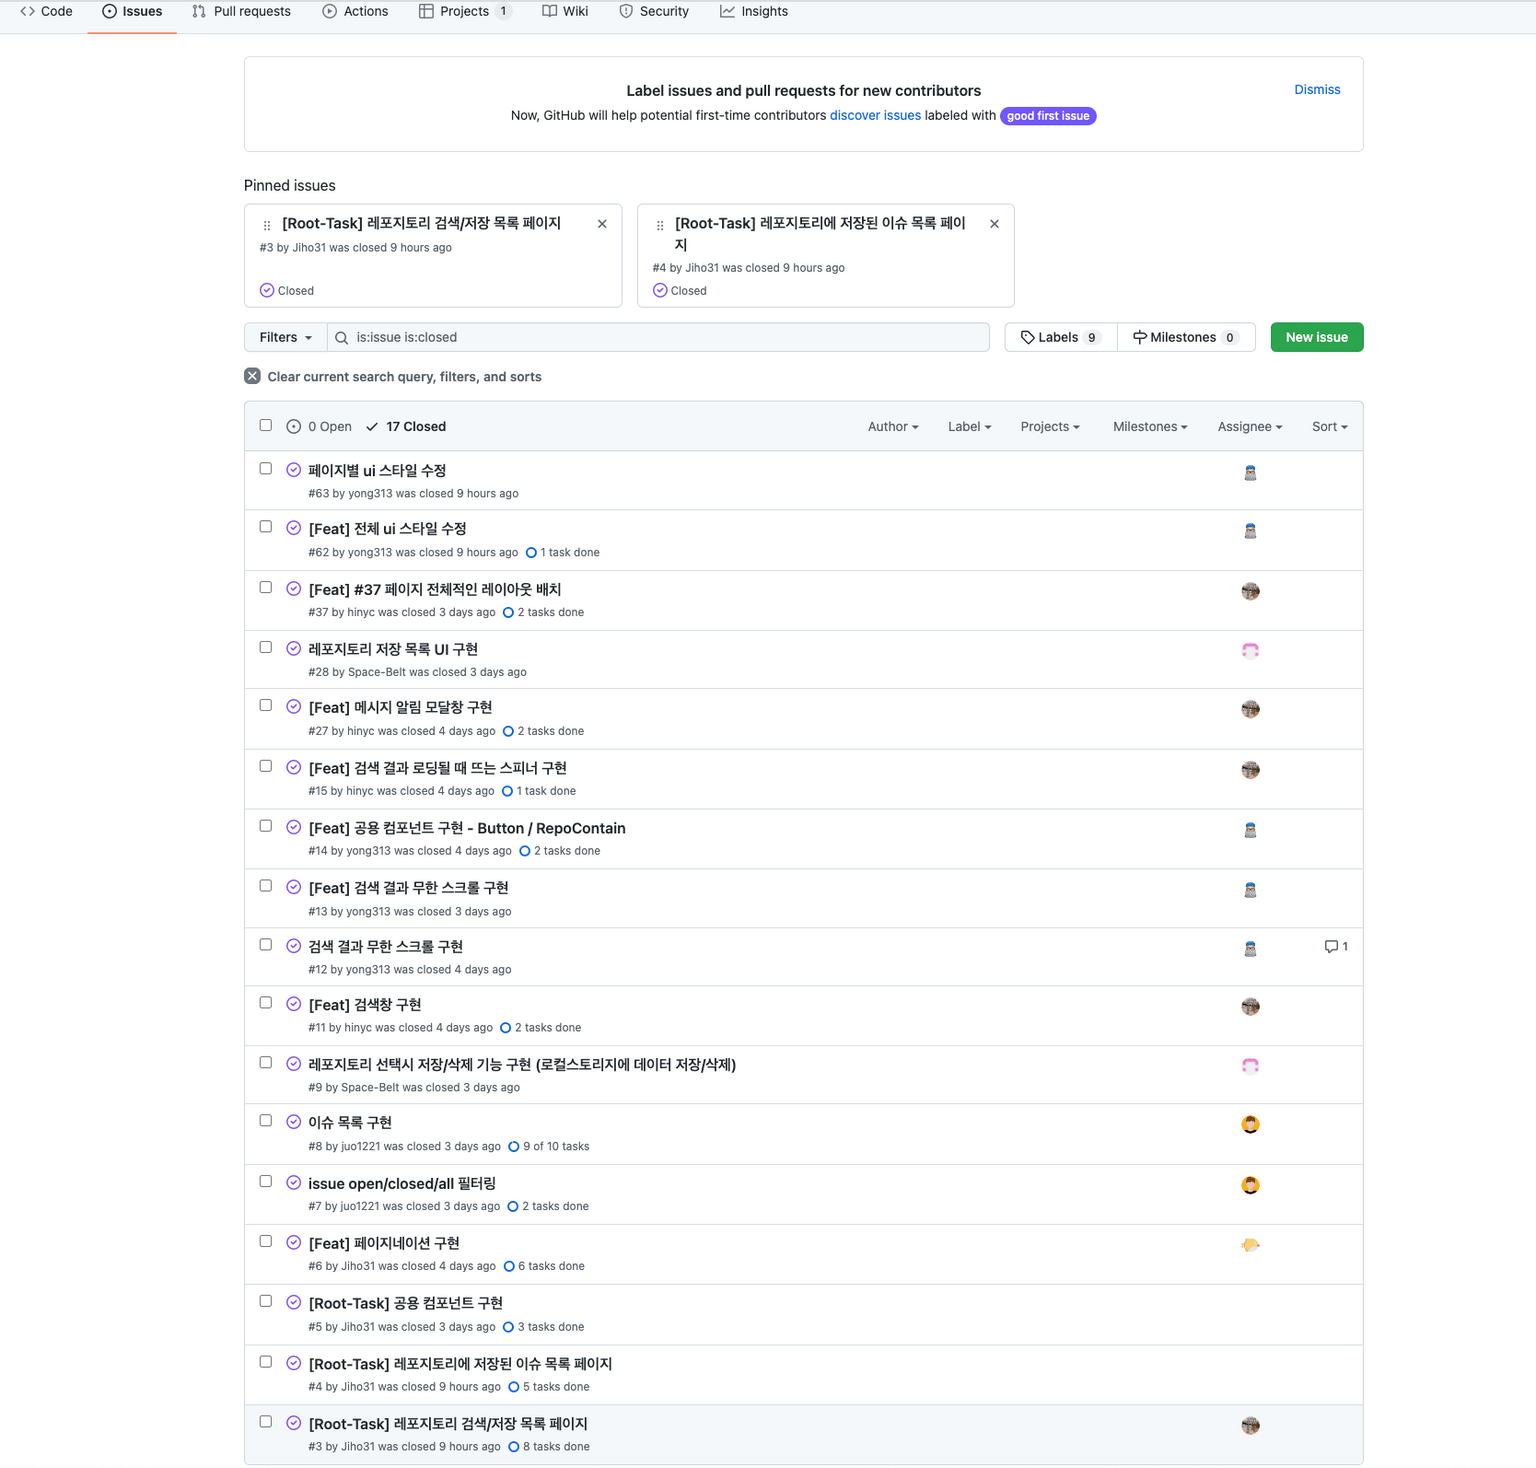 Code Issues Pull requests Actions Projects 1 Wiki Security Insights
Label issues and pull requests for new contributors
Dismiss
Now, GitHub will help potential first-time contributors discover issues labeled with good first issue
Pinned issues
[Root-Task] 레포지토리 검색/저장 목록 페이지
#3 by Jiho31 was closed 9 hours ago
Closed
[Root-Task] 레포지토리에 저장된 이슈 목록 페이
지
#4 by Jiho31 was closed 9 hours ago
Closed
Filters is:issue is:closed Labels 9 Milestones 0 New issue
Clear current search query, filters, and sorts
0 Open 17 Closed Author Label Projects Milestones Assignee Sort
페이지별 ui 스타일 수정
#63 by yong313 was closed 9 hours ago
[Feat] 전체 ui 스타일 수정
#62 by yong313 was closed 9 hours ago 1 task done
[Feat] #37 페이지 전체적인 레이아웃 배치
#37 by hinyc was closed 3 days ago 2 tasks done
레포지토리 저장 목록 UI 구현
#28 by Space-Belt was closed 3 days ago
[Feat] 메시지 알림 모달창 구현
#27 by hinyc was closed 4 days ago 2 tasks done
[Feat] 검색 결과 로딩될 때 뜨는 스피너 구현
#15 by hinyc was closed 4 days ago 1 task done
[Feat] 공용 컴포넌트 구현 - Button / RepoContain
#14 by yong313 was closed 4 days ago 2 tasks done
[Feat] 검색 결과 무한 스크롤 구현
#13 by yong313 was closed 3 days ago
검색 결과 무한 스크롤 구현 1
#12 by yong313 was closed 4 days ago
[Feat] 검색창 구현
#11 by hinyc was closed 4 days ago 2 tasks done
레포지토리 선택시 저장/삭제 기능 구현 (로컬스토리지에 데이터 저장/삭제)
#9 by Space-Belt was closed 3 days ago
이슈 목록 구현
#8 by juo1221 was closed 3 days ago 9 of 10 tasks
issue open/closed/all 필터링
#7 by juo1221 was closed 3 days ago 2 tasks done
[Feat] 페이지네이션 구현
#6 by Jiho31 was closed 4 days ago 6 tasks done
[Root-Task] 공용 컴포넌트 구현
#5 by Jiho31 was closed 3 days ago 3 tasks done
[Root-Task] 레포지토리에 저장된 이슈 목록 페이지
#4 by Jiho31 was closed 9 hours ago 5 tasks done
[Root-Task] 레포지토리 검색/저장 목록 페이지
#3 by Jiho31 was closed 9 hours ago 8 tasks done